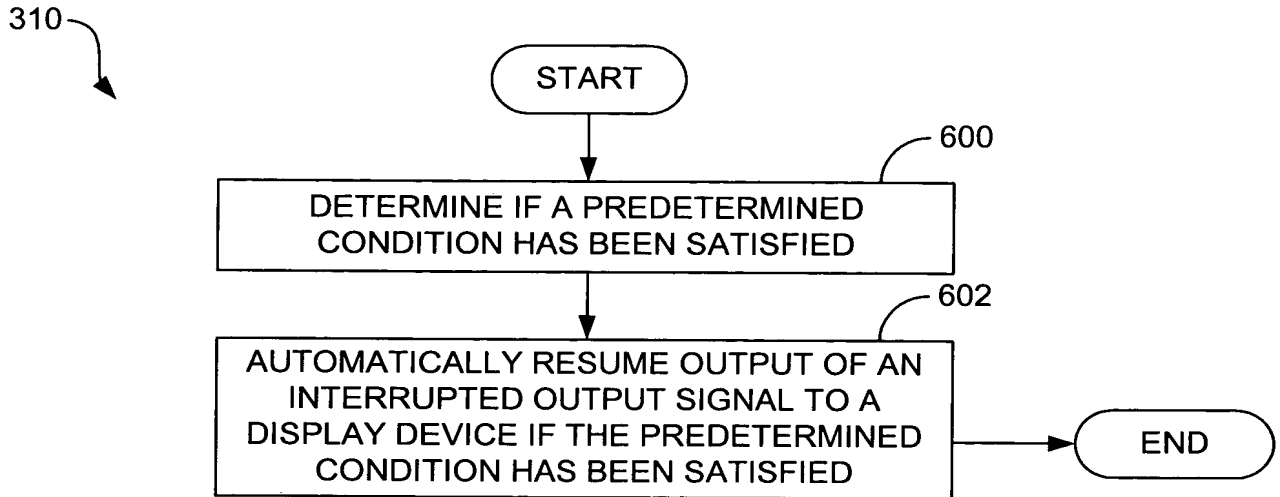 310
START
600
DETERMINE IF A PREDETERMINED
CONDITION HAS BEEN SATISFIED
602
AUTOMATICALLY RESUME OUTPUT OF AN
INTERRUPTED OUTPUT SIGNAL TO A
DISPLAY DEVICE IF THE PREDETERMINED
CONDITION HAS BEEN SATISFIED
END